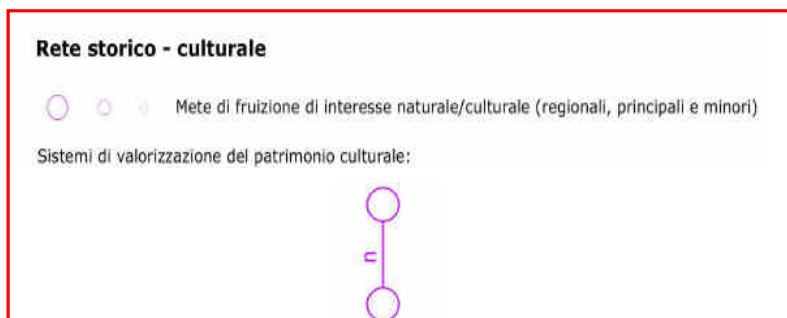 Rete storico - culturale
Mete di fruizione di interesse naturale/culturale (regionali, principali e minori)
Sistemi di valorizzazione del patrimonio culturale:
n